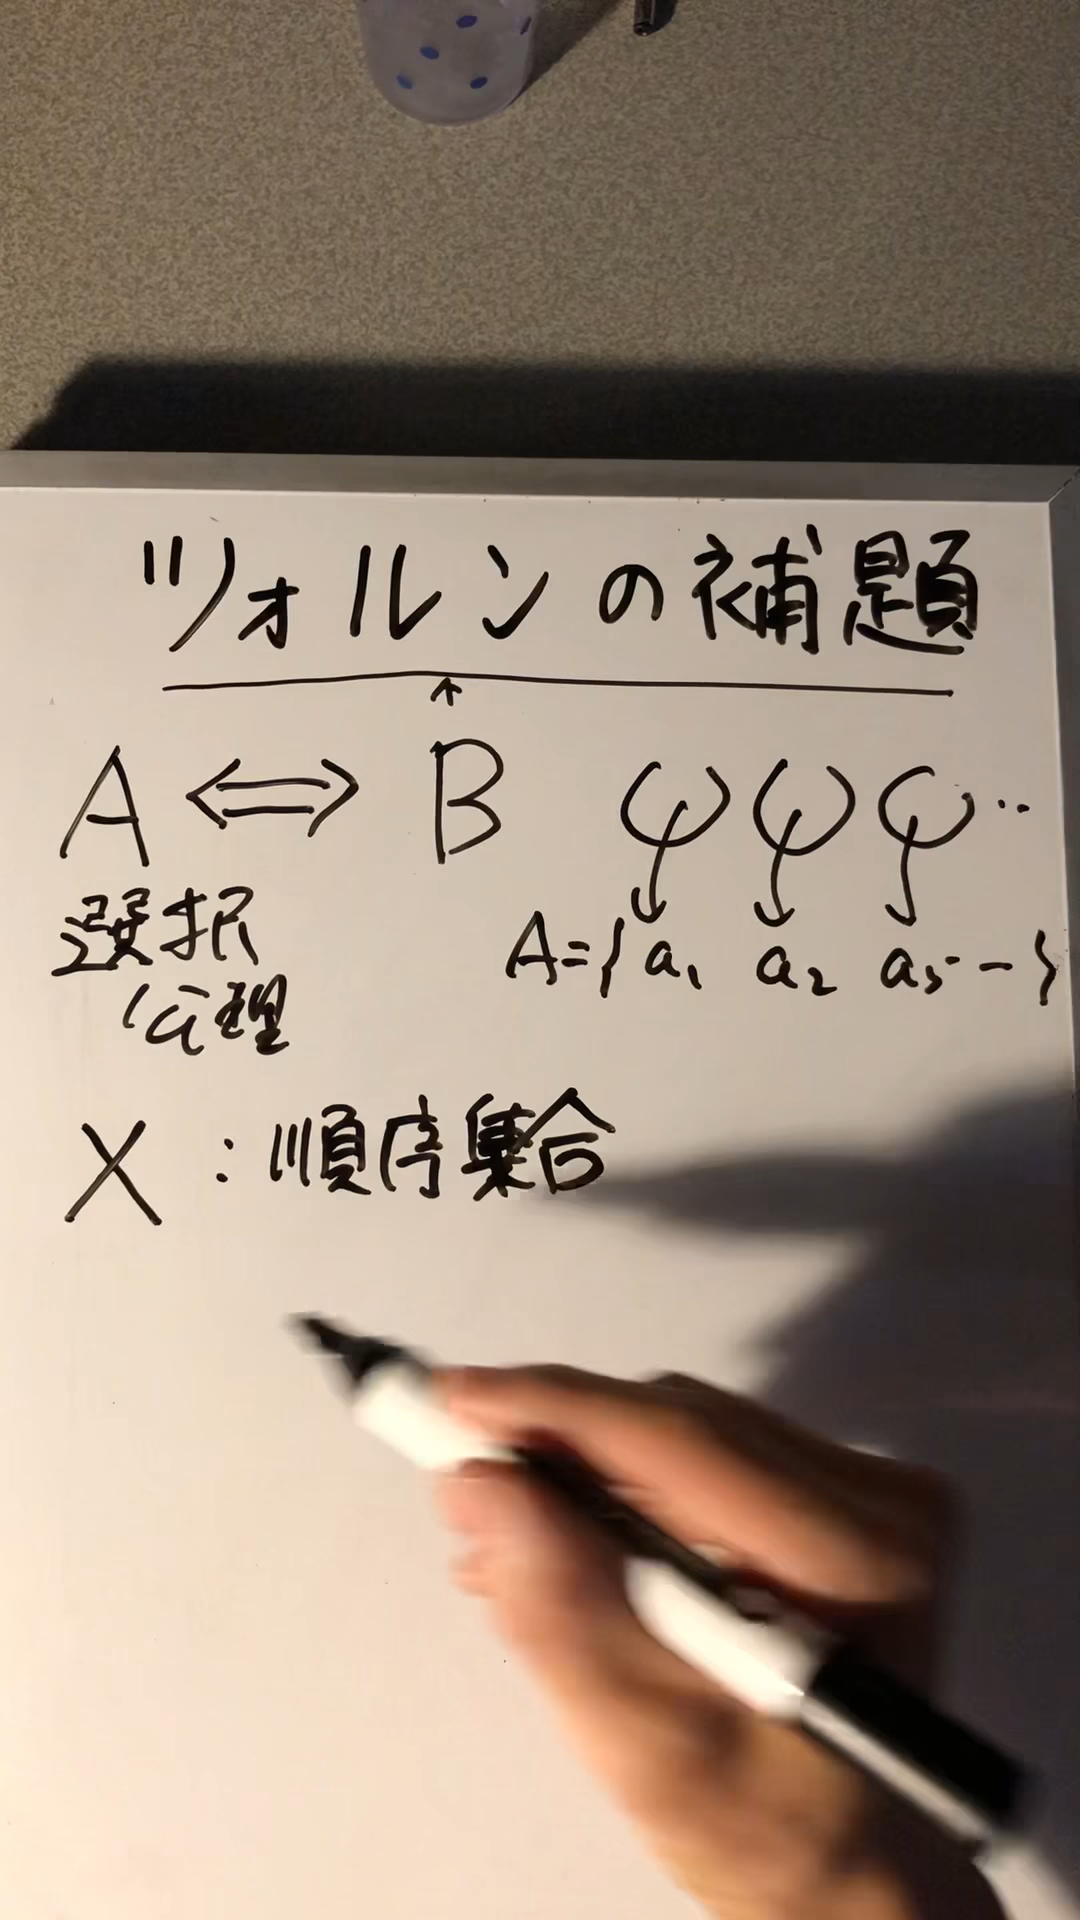 ツォルンの補題
A ⇔ B
選択
公理
A={a₁ a₂ a₃ --}
X : 順序集合